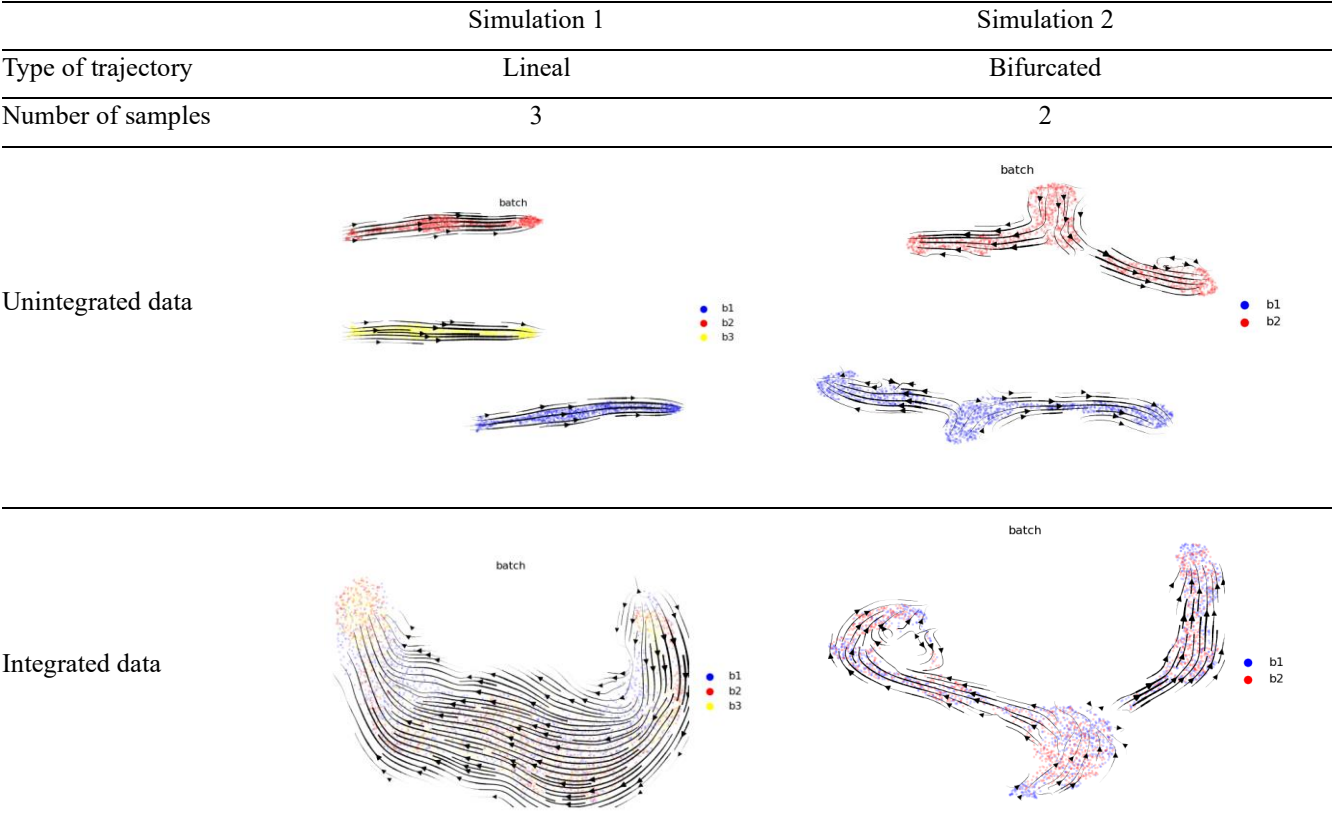 Simulation 1 Simulation 2
Type of trajectory Lineal Bifurcated
Number of samples 3 2
Unintegrated data
batch
b1
b2
b3
batch
b1
b2
Integrated data
batch
b1
b2
b3
batch
b1
b2